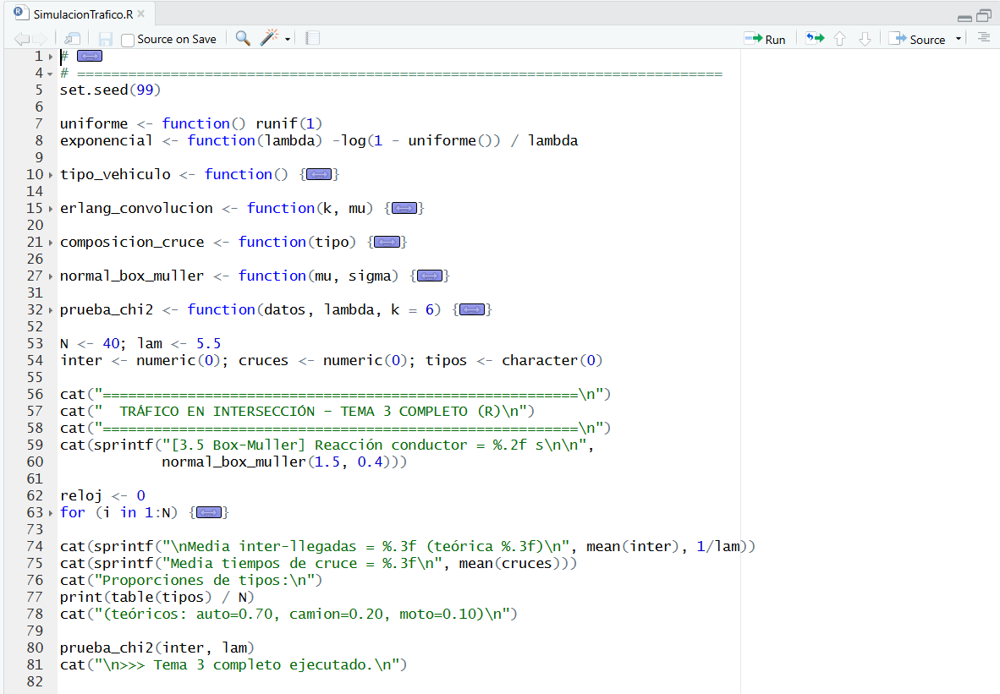 SimulacionTrafico.R
Source on Save
Run
Source
1 #
4 # ============================================================================
5 set.seed(99)
6
7 uniforme <- function() runif(1)
8 exponencial <- function(lambda) -log(1 - uniforme()) / lambda
9
10 tipo_vehiculo <- function() {}
14
15 erlang_convolucion <- function(k, mu) {}
20
21 composicion_cruce <- function(tipo) {}
26
27 normal_box_muller <- function(mu, sigma) {}
31
32 prueba_chi2 <- function(datos, lambda, k = 6) {}
52
53 N <- 40; lam <- 5.5
54 inter <- numeric(0); cruces <- numeric(0); tipos <- character(0)
55
56 cat("========================================================\n")
57 cat("  TRÁFICO EN INTERSECCIÓN - TEMA 3 COMPLETO (R)\n")
58 cat("========================================================\n")
59 cat(sprintf("[3.5 Box-Muller] Reacción conductor = %.2f s\n\n",
60             normal_box_muller(1.5, 0.4)))
61
62 reloj <- 0
63 for (i in 1:N) {}
73
74 cat(sprintf("\nMedia inter-llegadas = %.3f (teórica %.3f)\n", mean(inter), 1/lam))
75 cat(sprintf("Media tiempos de cruce = %.3f\n", mean(cruces)))
76 cat("Proporciones de tipos:\n")
77 print(table(tipos) / N)
78 cat("(teóricos: auto=0.70, camion=0.20, moto=0.10)\n")
79
80 prueba_chi2(inter, lam)
81 cat("\n>>> Tema 3 completo ejecutado.\n")
82